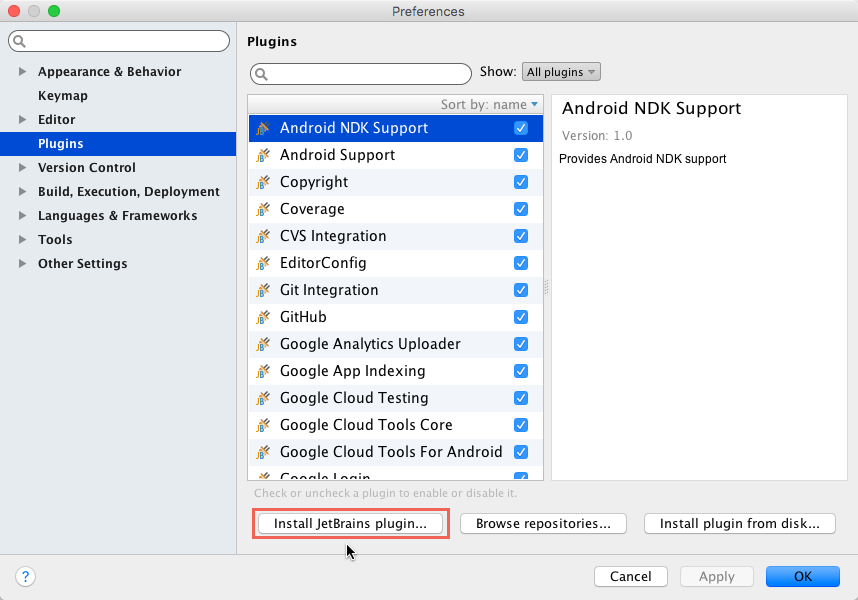 Preferences
Appearance & Behavior
Keymap
Editor
Plugins
Version Control
Build, Execution, Deployment
Languages & Frameworks
Tools
Other Settings
Plugins
Show: All plugins
Sort by: name
Android NDK Support
Android Support
Copyright
Coverage
CVS Integration
EditorConfig
Git Integration
GitHub
Google Analytics Uploader
Google App Indexing
Google Cloud Testing
Google Cloud Tools Core
Google Cloud Tools For Android
Google Login
Android NDK Support
Version: 1.0
Provides Android NDK support
Check or uncheck a plugin to enable or disable it.
Install JetBrains plugin... Browse repositories... Install plugin from disk...
? Cancel Apply OK